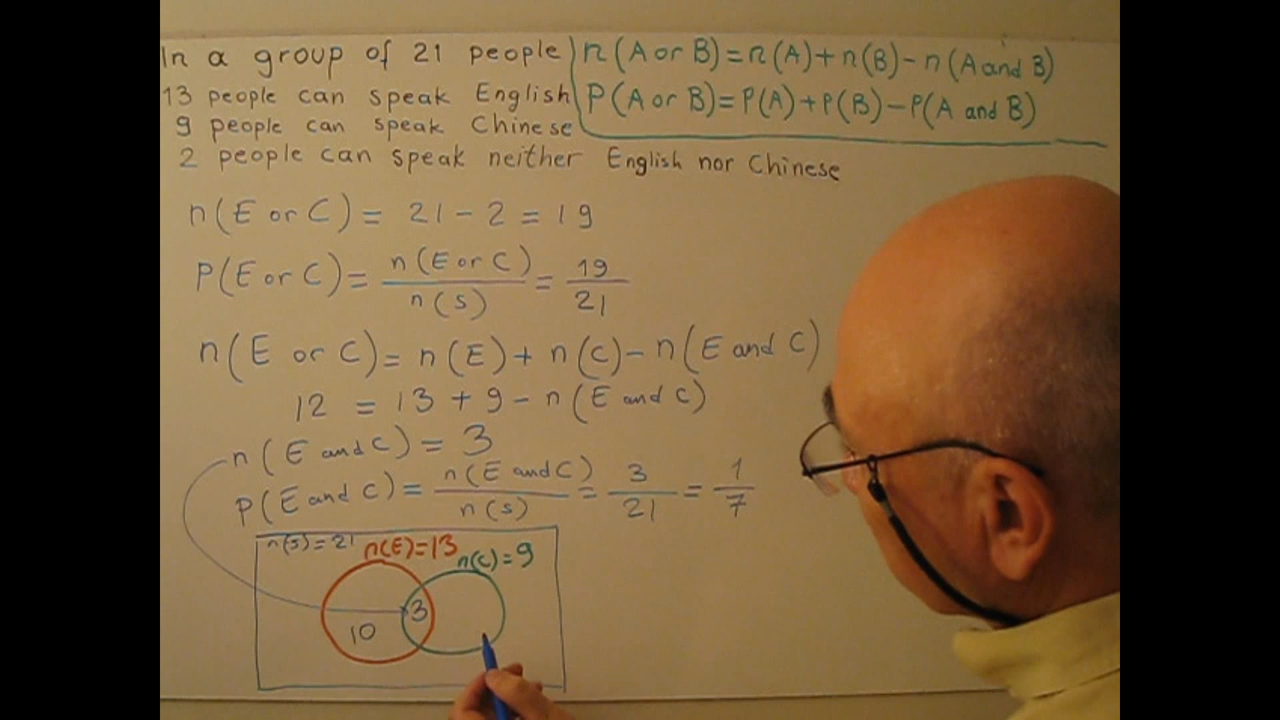 In a group of 21 people
13 people can speak English
9 people can speak Chinese
2 people can speak neither English nor Chinese
n(A or B)=n(A)+n(B)-n(A and B)
P(A or B)=P(A)+P(B)-P(A and B)
n(E or C)= 21-2=19
P(E or C)= n(E or C)/n(s) = 19/21
n(E or C)= n(E)+n(C)-n(E and C)
12 = 13+9-n(E and C)
n(E and C)= 3
P(E and C)= n(E and C)/n(s) = 3/21 = 1/7
n(s)=21 n(E)=13 n(C)=9
10 3